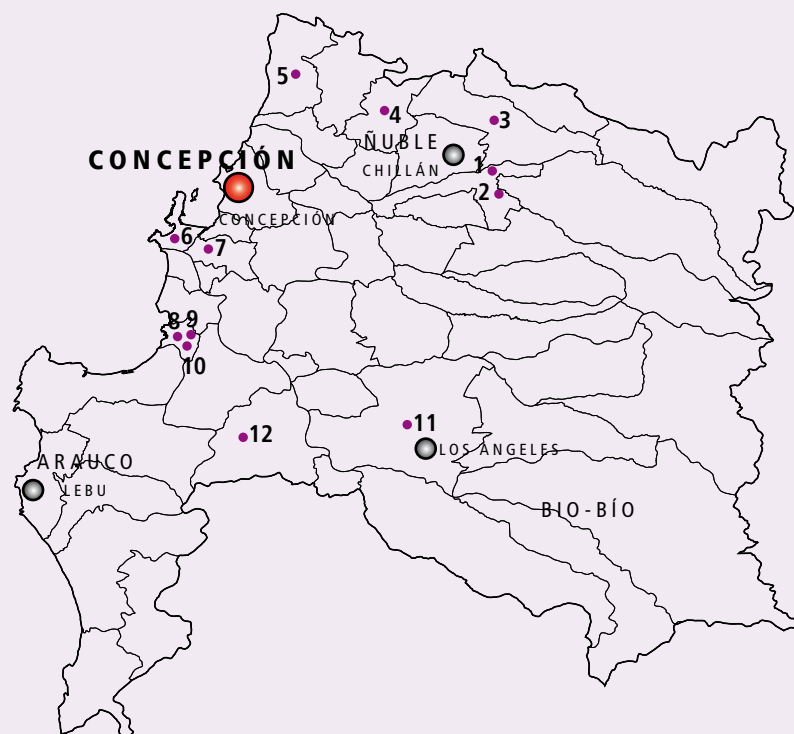 5
4
3
ÑUBLE
CONCEPCIÓN
CHILLÁN
1
2
CONCEPCIÓN
6
7
8
9
10
11
12
LOS ANGELES
ARAUCO
LEBU
BIO-BÍO